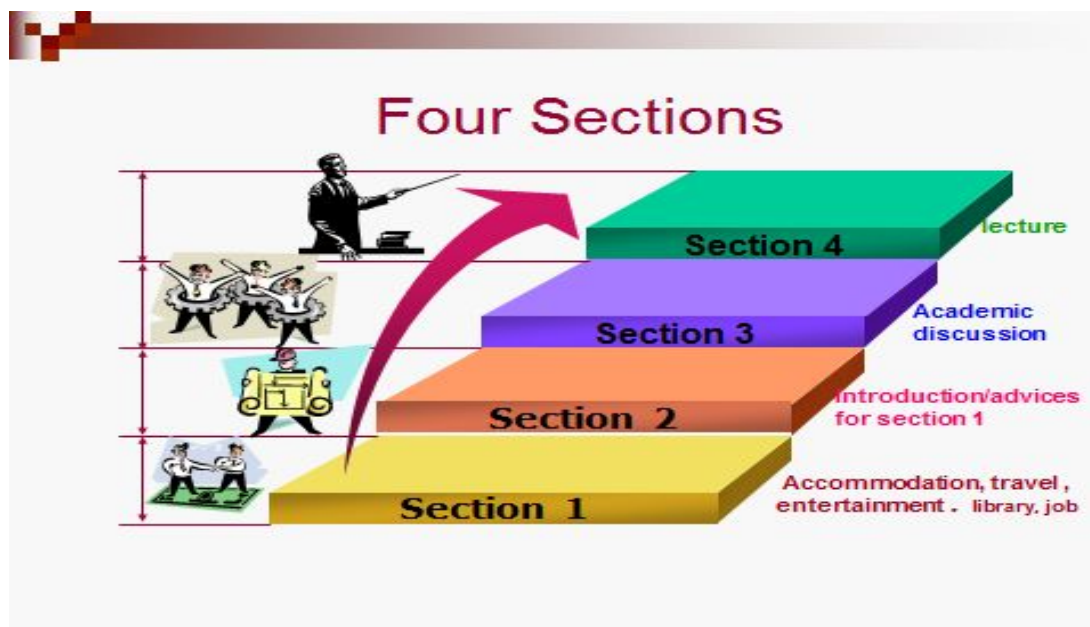 Four Sections
Section 4
lecture
Section 3
Academic
discussion
Section 2
Introduction/advices
for section 1
Section 1
Accommodation, travel ,
entertainment . library, job